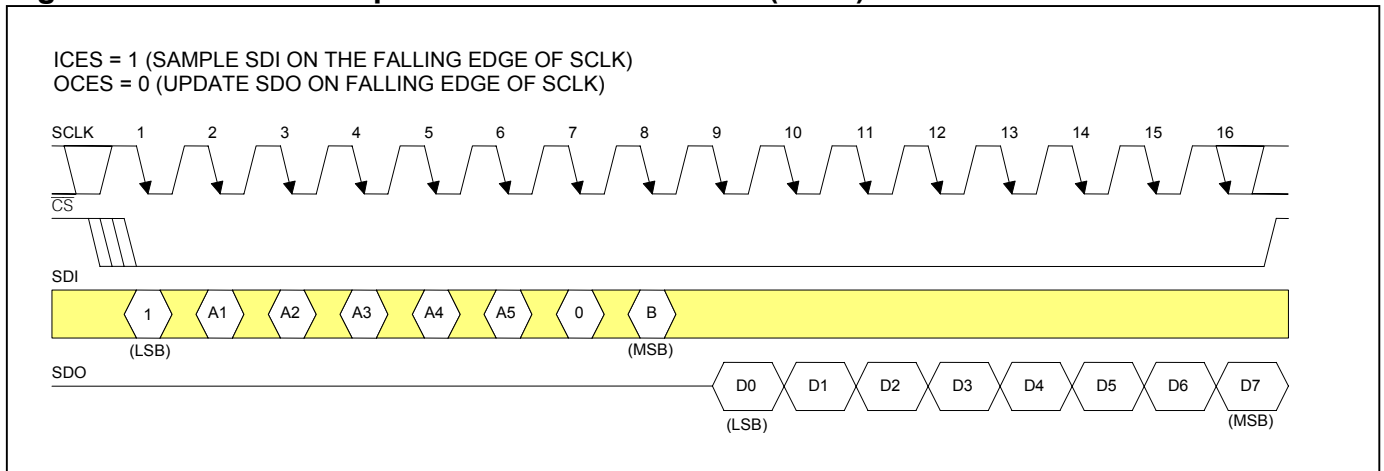 ICES = 1 (SAMPLE SDI ON THE FALLING EDGE OF SCLK)
OCES = 0 (UPDATE SDO ON FALLING EDGE OF SCLK)
SCLK 1 2 3 4 5 6 7 8 9 10 11 12 13 14 15 16
CS
SDI
1 A1 A2 A3 A4 A5 0 B
(LSB) (MSB)
SDO
D0 D1 D2 D3 D4 D5 D6 D7
(LSB) (MSB)